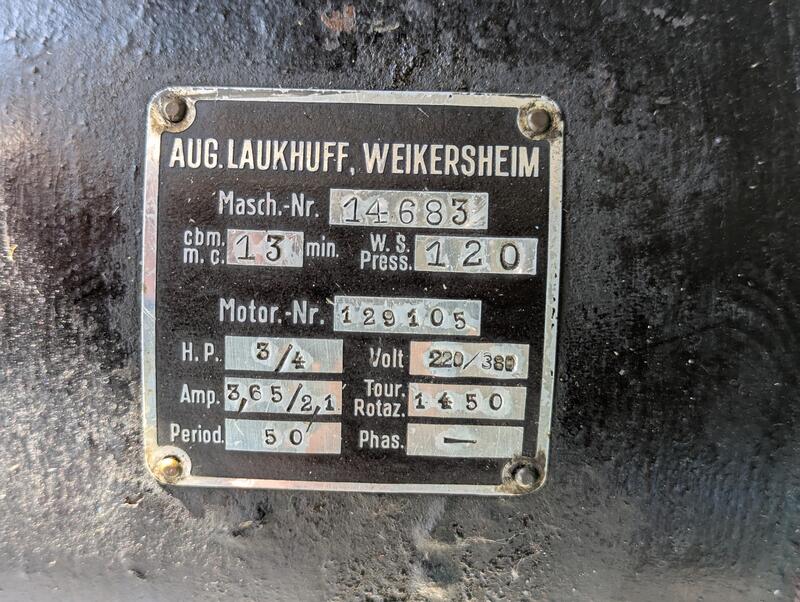 AUG. LAUKHUFF, WEIKERSHEIM
Masch.-Nr. 14683
cbm. m. c. 13 min. W. S. Press. 120
Motor.-Nr. 129105
H. P. 3/4 Volt 220/380
Amp. 3,65/2,1 Tour. Rotaz. 1450
Period. 50 Phas. —